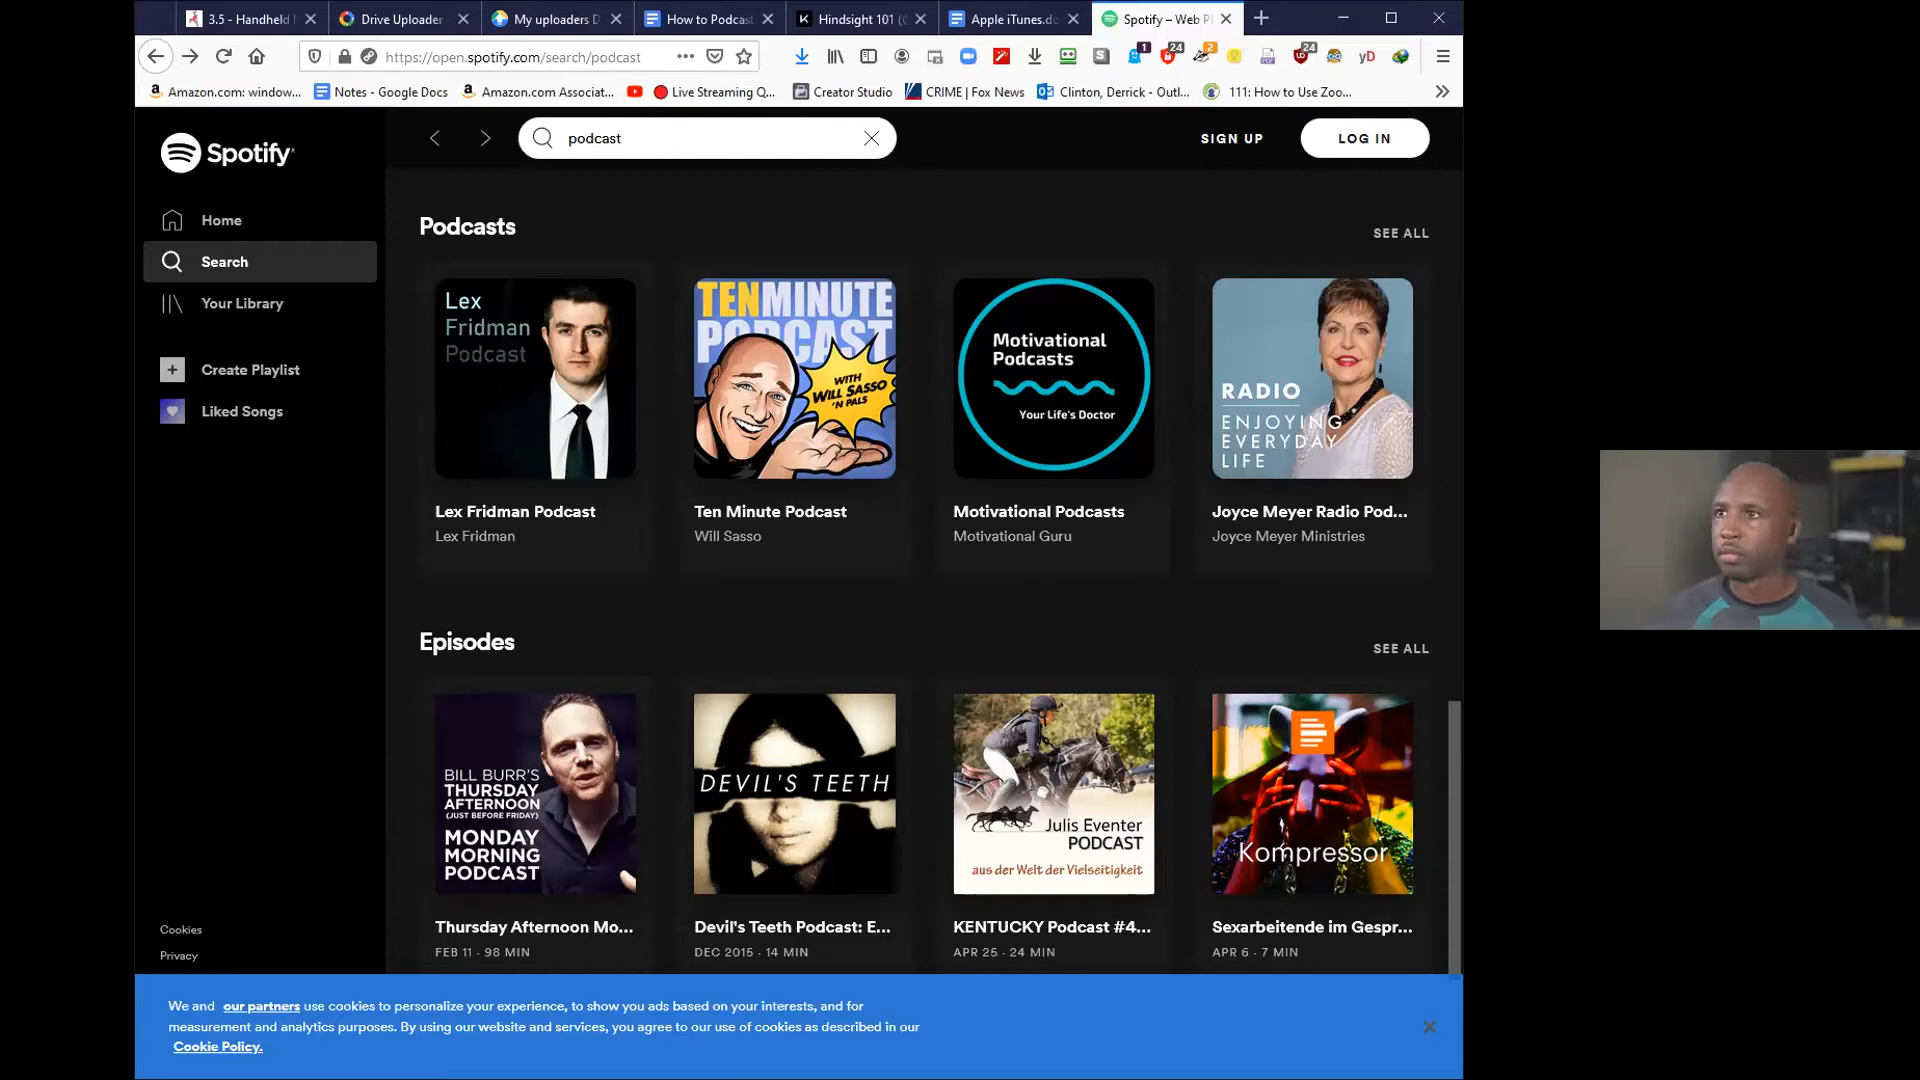 3.5 - Handheld
Drive Uploader
My uploaders D
How to Podcas
Hindsight 101 (
Apple iTunes.do
Spotify – Web P
https://open.spotify.com/search/podcast
1
24
2
24
yD
Amazon.com: window...
Notes - Google Docs
Amazon.com Associat...
Live Streaming Q...
Creator Studio
CRIME | Fox News
Clinton, Derrick - Outl...
111: How to Use Zoo...
Spotify
podcast
SIGN UP
LOG IN
Home
Search
Your Library
Create Playlist
Liked Songs
Cookies
Privacy
Podcasts
SEE ALL
Lex
Fridman
Podcast
TEN MINUTE
PODCAST
WITH
WILL SASSO
'N PALS
Motivational
Podcasts
Your Life's Doctor
RADIO
ENJOYING
EVERYDAY
LIFE
Lex Fridman Podcast
Lex Fridman
Ten Minute Podcast
Will Sasso
Motivational Podcasts
Motivational Guru
Joyce Meyer Radio Pod...
Joyce Meyer Ministries
Episodes
SEE ALL
BILL BURR'S
THURSDAY
AFTERNOON
(JUST BEFORE FRIDAY)
MONDAY
MORNING
PODCAST
DEVIL'S TEETH
Julis Eventer
PODCAST
aus der Welt der Vielseitigkeit
Kompressor
Thursday Afternoon Mo...
FEB 11 · 98 MIN
Devil's Teeth Podcast: E...
DEC 2015 · 14 MIN
KENTUCKY Podcast #4...
APR 25 · 24 MIN
Sexarbeitende im Gespr...
APR 6 · 7 MIN
We and our partners use cookies to personalize your experience, to show you ads based on your interests, and for
measurement and analytics purposes. By using our website and services, you agree to our use of cookies as described in our
Cookie Policy.